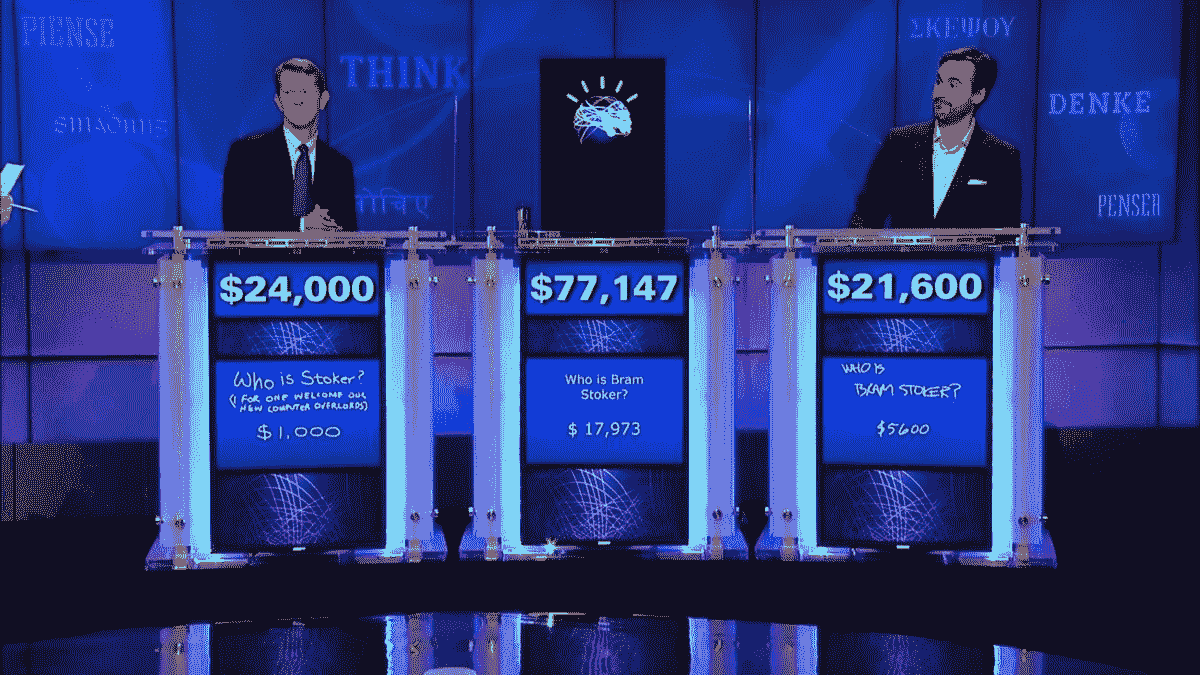 PIENSE
THINK
ΣΚΕΨΟΥ
DENKE
PENSER
$24,000
Who is Stoker?
(I FOR ONE WELCOME OUR
NEW COMPUTER OVERLORDS)
$1,000
$77,147
Who is Bram
Stoker?
$ 17,973
$21,600
WHO IS
BRAM STOKER?
$5600